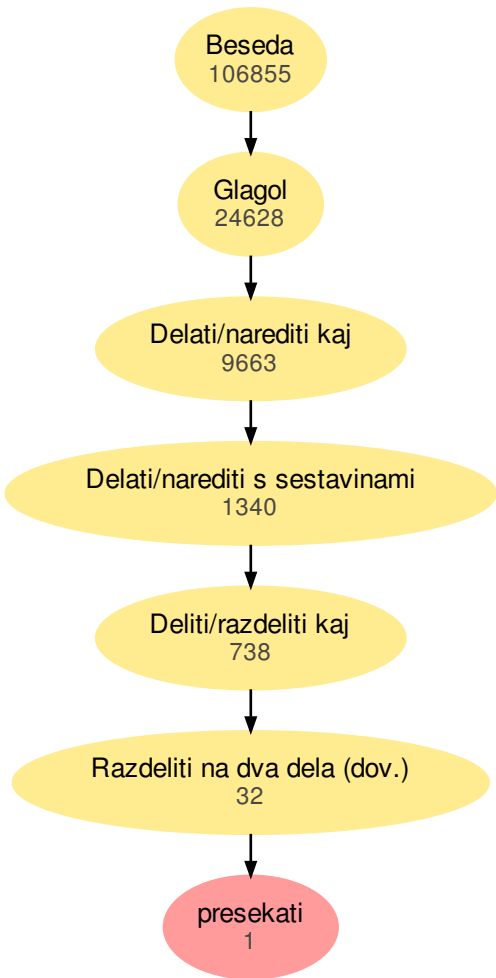 Beseda
106855
Glagol
24628
Delati/narediti kaj
9663
Delati/narediti s sestavinami
1340
Deliti/razdeliti kaj
738
Razdeliti na dva dela (dov.)
32
presekati
1